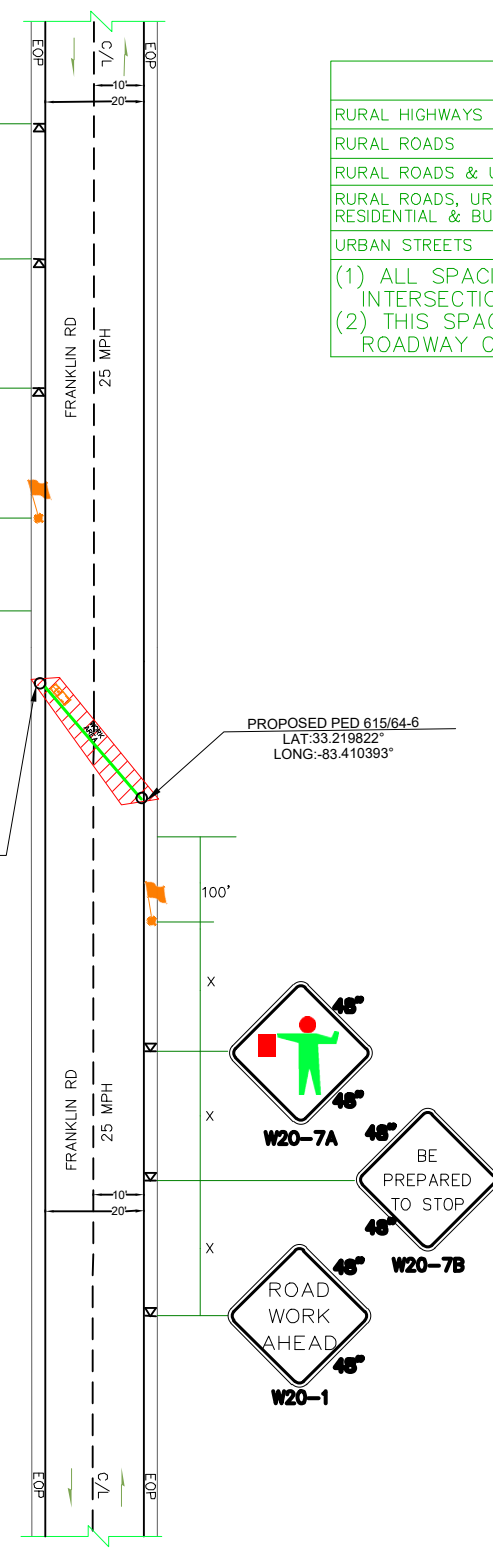 EOP
C/L
EOP
10'
20'
FRANKLIN RD
25 MPH
RURAL HIGHWAYS
RURAL ROADS
RURAL ROADS & U
RURAL ROADS, UR
RESIDENTIAL & BU
URBAN STREETS
(1) ALL SPACI
INTERSECTIO
(2) THIS SPAC
ROADWAY O
WORK
AREA
PROPOSED PED 615/64-6
LAT:33.219822°
LONG:-83.410393°
100'
X
48"
48"
W20-7A
FRANKLIN RD
25 MPH
X
48"
BE
PREPARED
TO STOP
48"
W20-7B
10'
20'
X
48"
ROAD
WORK
AHEAD
48"
W20-1
EOP
C/L
EOP